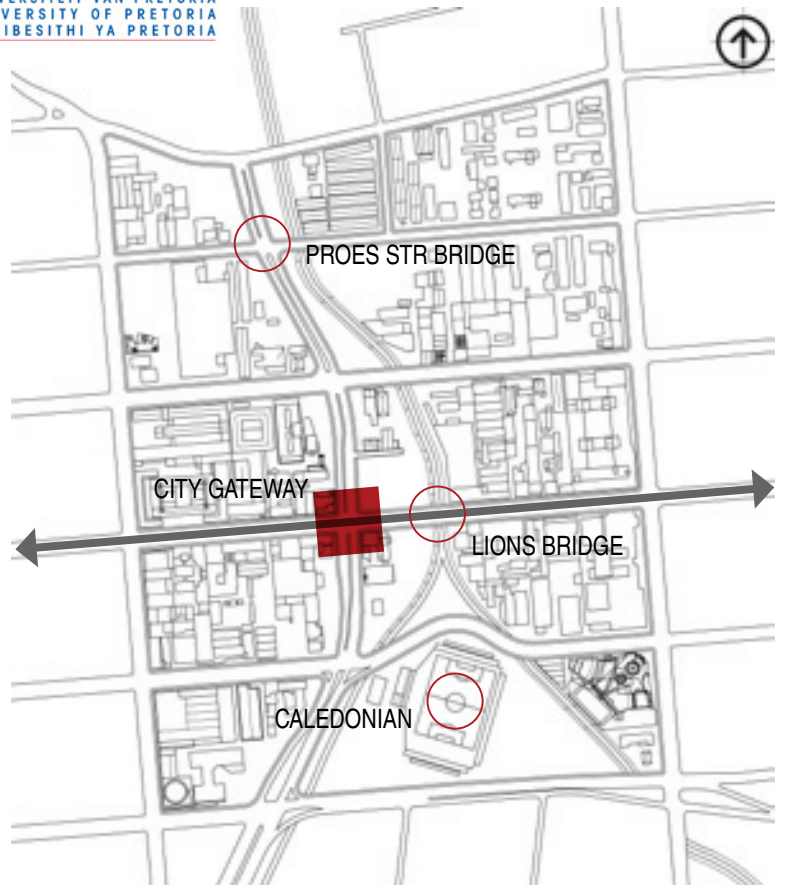 VERSITY OF PRETORIA
IBESITHI YA PRETORIA
PROES STR BRIDGE
CITY GATEWAY
LIONS BRIDGE
CALEDONIAN